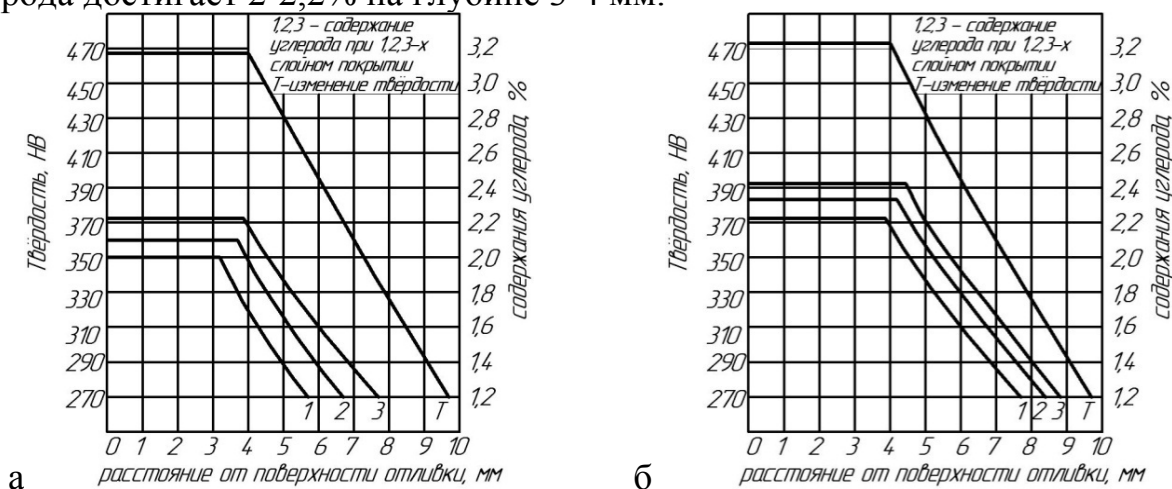 рода достигает 2-2,2% на глубине 3-4 мм.
1,2,3 – содержание
углерода при 1,2,3-х
слойном покрытии
Т-изменение твёрдости
Твёрдость, НВ
470
450
430
410
390
370
350
330
310
290
270
3,2
3,0
2,8
2,6
2,4
2,2
2,0
1,8
1,6
1,4
1,2
содержания углерода, %
1 2 3 Т
0 1 2 3 4 5 6 7 8 9 10
расстояние от поверхности отливки, мм
а
1,2,3 – содержание
углерода при 1,2,3-х
слойном покрытии
Т-изменение твёрдости
Твёрдость, НВ
470
450
430
410
390
370
350
330
310
290
270
3,2
3,0
2,8
2,6
2,4
2,2
2,0
1,8
1,6
1,4
1,2
содержания углерода, %
1 2 3 Т
0 1 2 3 4 5 6 7 8 9 10
расстояние от поверхности отливки, мм
б